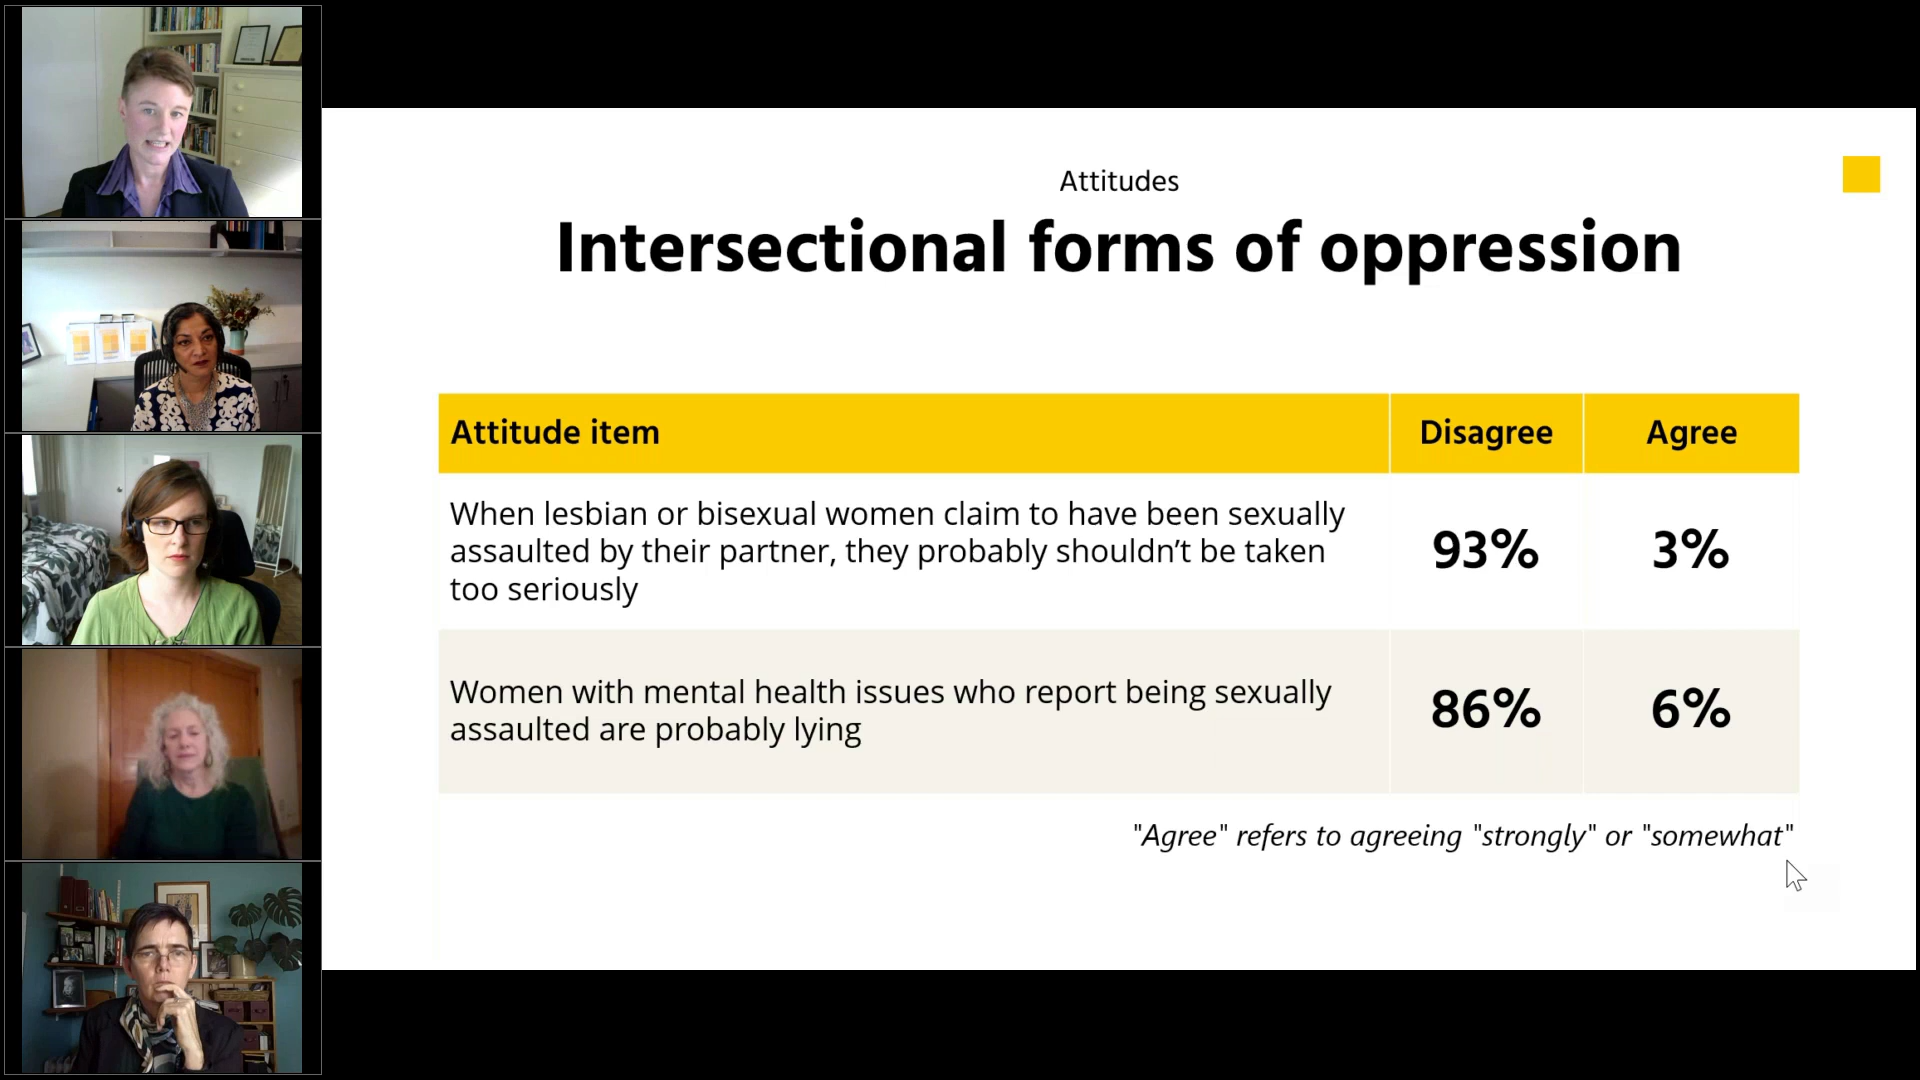 Attitudes
Intersectional forms of oppression
Attitude item
Disagree
Agree
When lesbian or bisexual women claim to have been sexually
assaulted by their partner, they probably shouldn’t be taken
too seriously
93%
3%
Women with mental health issues who report being sexually
assaulted are probably lying
86%
6%
"Agree" refers to agreeing "strongly" or "somewhat"